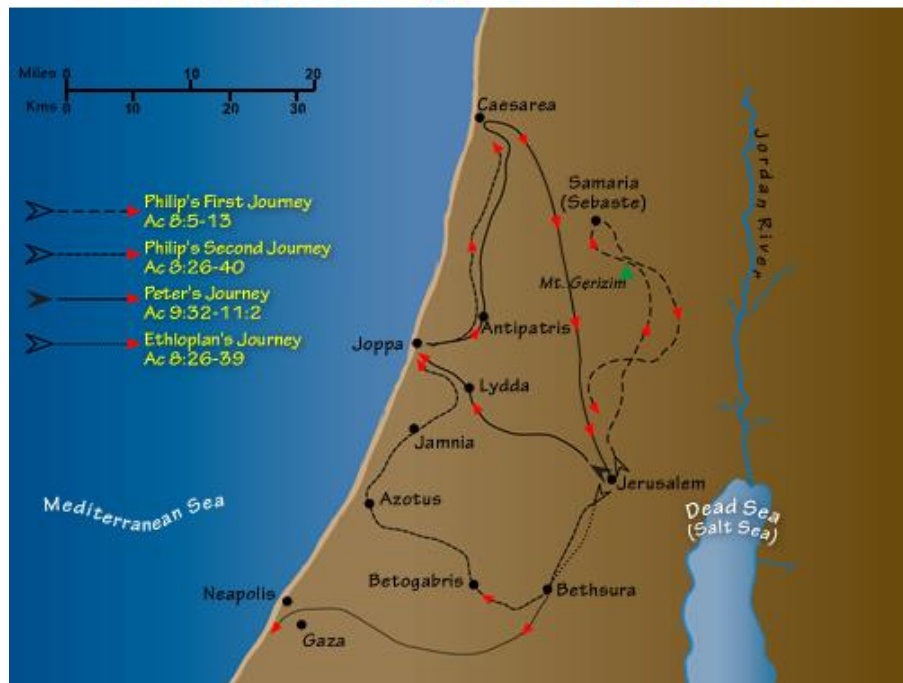 Miles 0 10 20
Kms 0 10 20 30
Philip's First Journey
Ac 8:5-13
Philip's Second Journey
Ac 8:26-40
Peter's Journey
Ac 9:32-11:2
Ethiopian's Journey
Ac 8:26-39
Caesarea
Samaria
(Sebaste)
Mt. Gerizim
Jordan River
Antipatris
Joppa
Lydda
Jamnia
Jerusalem
Azotus
Mediterranean Sea
Dead Sea
(Salt Sea)
Betogabris
Bethsura
Neapolis
Gaza